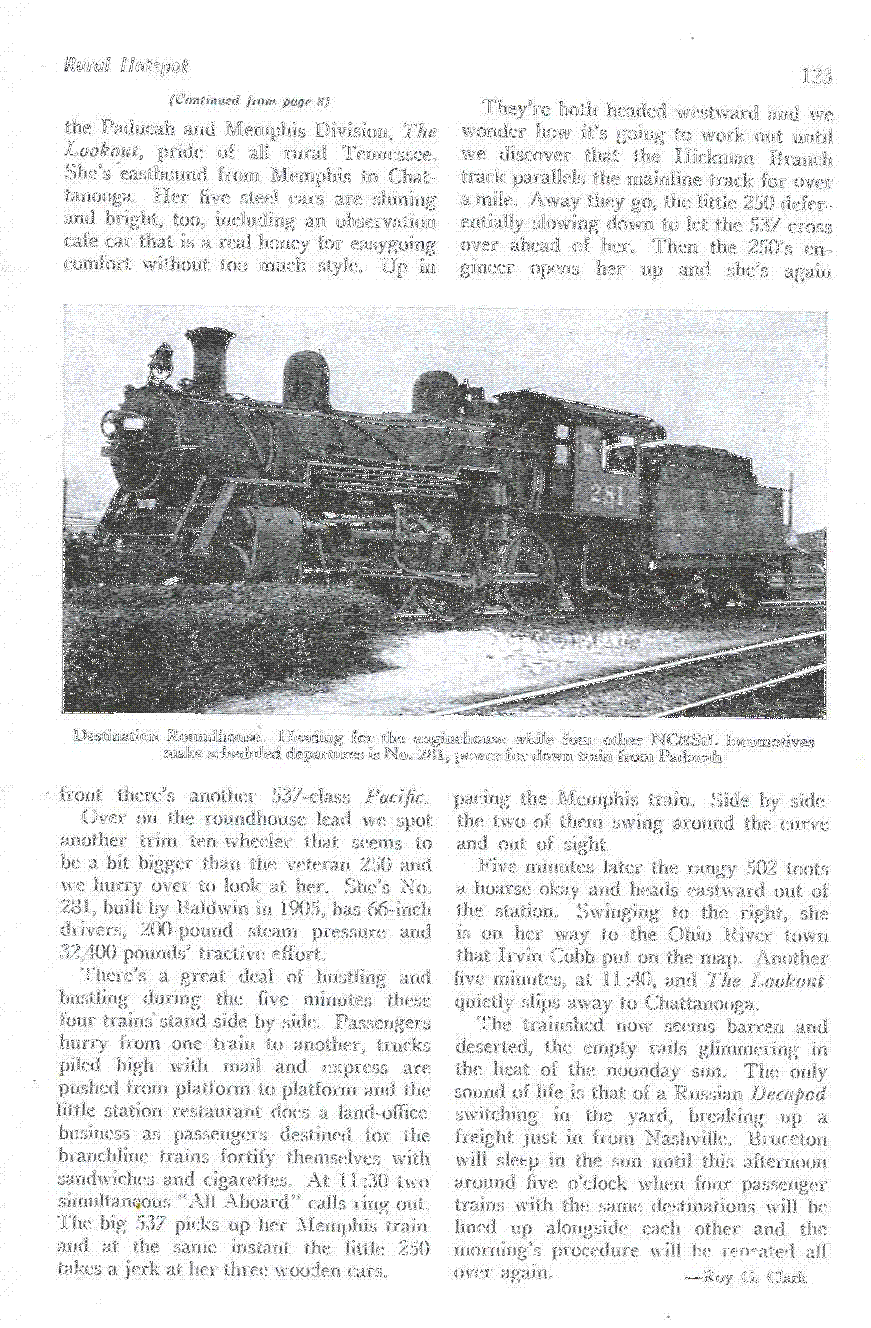 Rural Hotspot
123
(Continued from page 8)
the Paducah and Memphis Division, The
Lookout, pride of all rural Tennessee.
She's eastbound from Memphis to Chat-
tanooga. Her five steel cars are shining
and bright, too, including an observation
cafe car that is a real honey for easygoing
comfort without too much style. Up in
They're both headed westward and we
wonder how it's going to work out until
we discover that the Hickman Branch
track parallels the mainline track for over
a mile. Away they go, the little 250 defer-
entially slowing down to let the 537 cross
over ahead of her. Then the 250's en-
gineer opens her up and she's again
281
Destination Roundhouse. Heading for the enginehouse while four other NC&StL locomotives
make scheduled departures is No. 281, power for down train from Paducah
front there's another 537-class Pacific.
Over on the roundhouse lead we spot
another trim ten-wheeler that seems to
be a bit bigger than the veteran 250 and
we hurry over to look at her. She's No.
281, built by Baldwin in 1905, has 66-inch
drivers, 200-pound steam pressure and
32,400 pounds' tractive effort.
There's a great deal of hustling and
bustling during the five minutes these
four trains stand side by side. Passengers
hurry from one train to another, trucks
piled high with mail and express are
pushed from platform to platform and the
little station restaurant does a land-office
business as passengers destined for the
branchline trains fortify themselves with
sandwiches and cigarettes. At 11:30 two
simultaneous "All Aboard" calls ring out.
The big 537 picks up her Memphis train
and at the same instant the little 250
takes a jerk at her three wooden cars.
pacing the Memphis train. Side by side
the two of them swing around the curve
and out of sight.
Five minutes later the rangy 502 toots
a hoarse okay and heads eastward out of
the station. Swinging to the right, she
is on her way to the Ohio River town
that Irvin Cobb put on the map. Another
five minutes, at 11:40, and The Lookout
quietly slips away to Chattanooga.
The trainshed now seems barren and
deserted, the empty rails glimmering in
the heat of the noonday sun. The only
sound of life is that of a Russian Decapod
switching in the yard, breaking up a
freight just in from Nashville. Bruceton
will sleep in the sun until this afternoon
around five o'clock when four passenger
trains with the same destinations will be
lined up alongside each other and the
morning's procedure will be repeated all
over again.
—Roy G. Clark